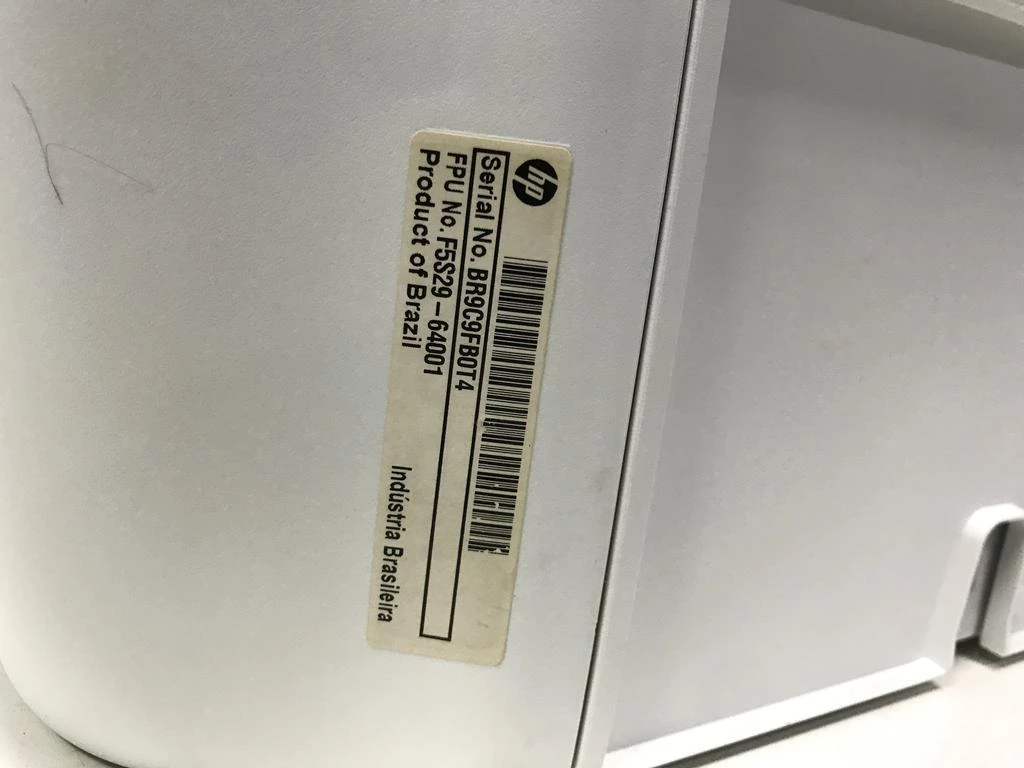 hp
Serial No. BR9C9FB0T4
FPU No. F5S29-64001
Product of Brazil
Indústria Brasileira